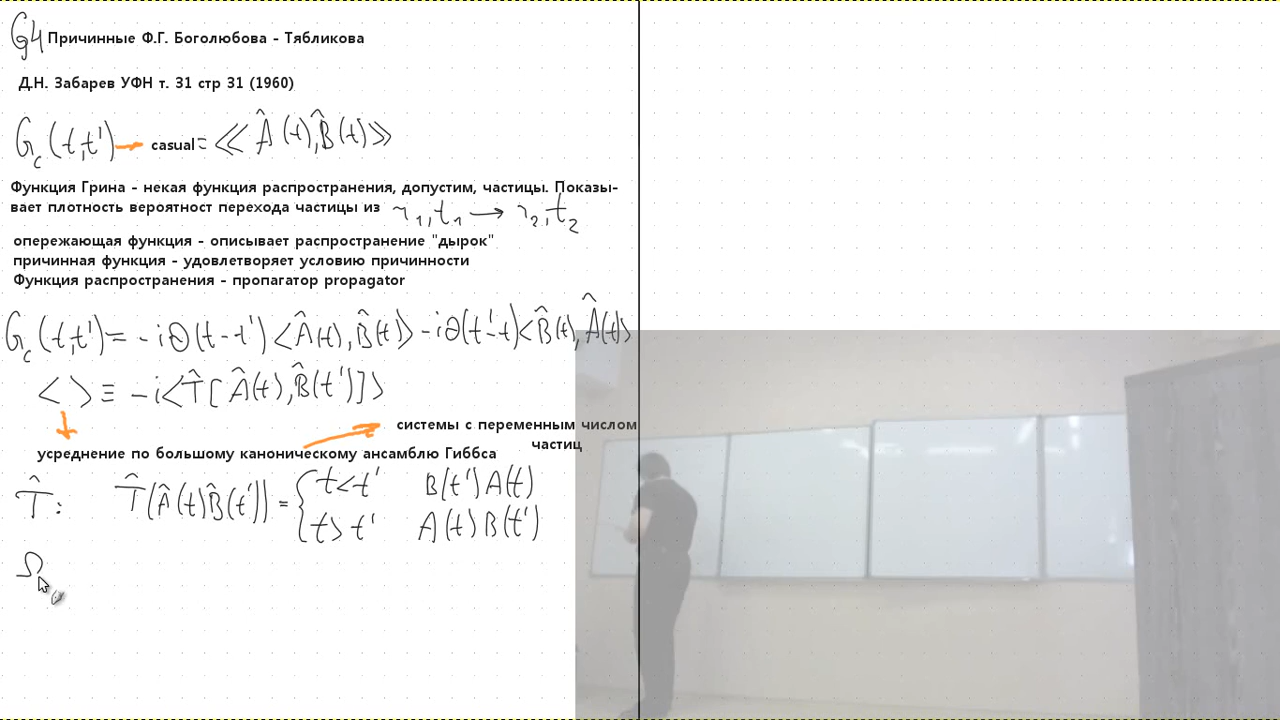 §4 Причинные Ф.Г. Боголюбова - Тябликова
Д.Н. Забарев УФН т. 31 стр 31 (1960)
G_c(t,t') → casual = << Â(t), B̂(t) >>
Функция Грина - некая функция распространения, допустим, частицы. Показы-
вает плотность вероятност перехода частицы из r₁,t₁ → r₂,t₂
опережающая функция - описывает распространение "дырок"
причинная функция - удовлетворяет условию причинности
Функция распространения - пропагатор propagator
G_c(t,t') = -iθ(t-t')<Â(t),B̂(t)> -iθ(t'-t)<B̂(t),Â(t)>
< > ≡ -i<T̂[Â(t),B̂(t')]>
системы с переменным числом
частиц
усреднение по большому каноническому ансамблю Гиббса
T̂: T̂(Â(t)B̂(t')) = { t<t' B(t')A(t)
t>t' A(t)B(t')
Ω